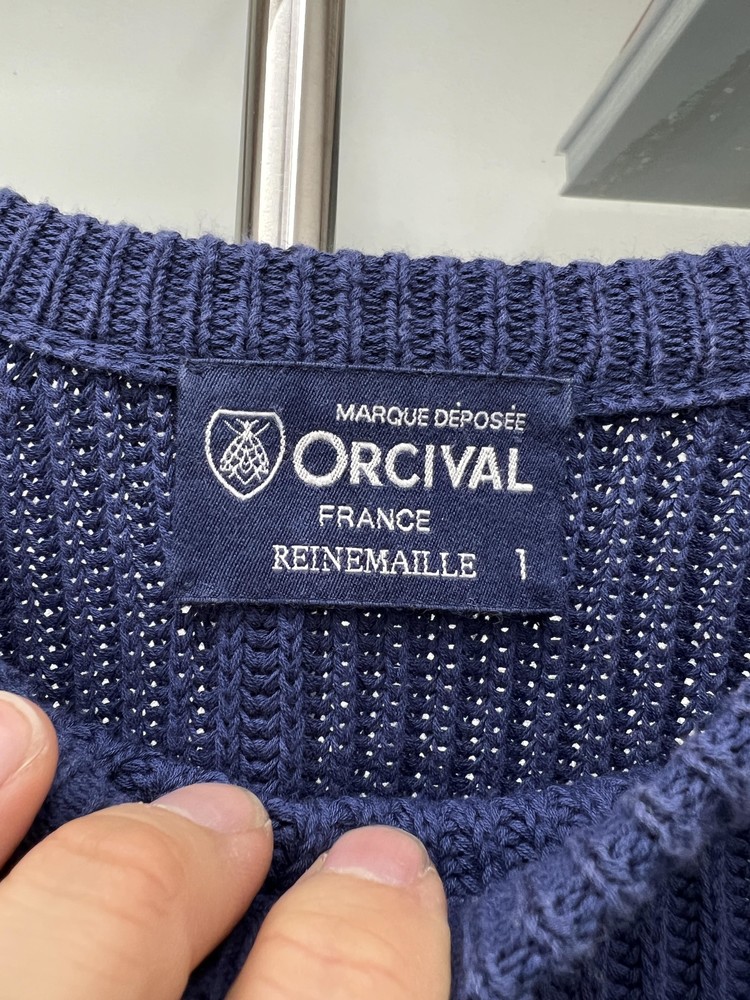 MARQUE DÉPOSÉE
ORCIVAL
FRANCE
REINEMAILLE 1